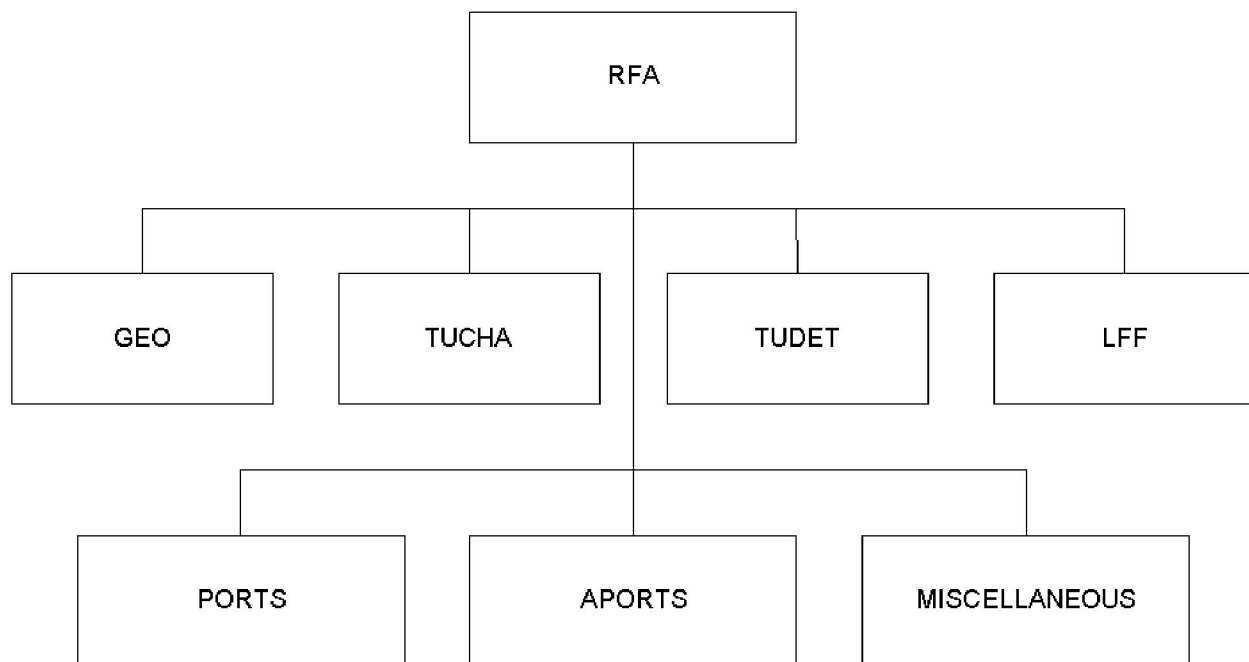 RFA
GEO
TUCHA
TUDET
LFF
PORTS
APORTS
MISCELLANEOUS